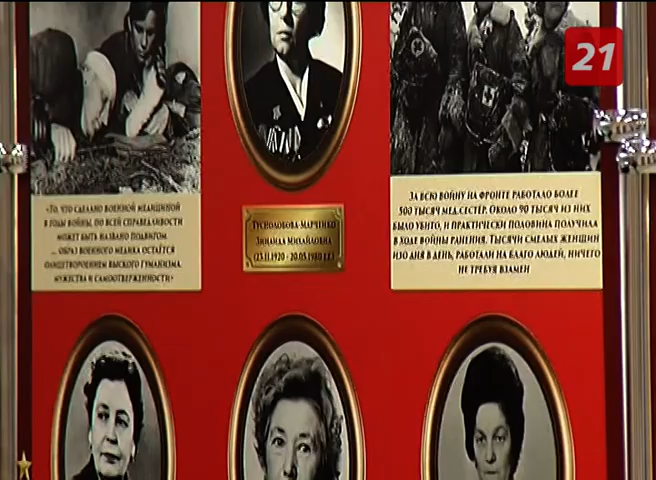 21
"То, что сделано военной медициной
в годы войны, по всей справедливости
может быть названо подвигом.
... Образ военного медика остаётся
олицетворением выского гуманизма,
мужества и самоотверженности"
Туснолобова-Марченко
Зинаида Михайловна
(23.11.1920 - 20.05.1980 гг.)
За всю войну на фронте работало более
500 тысяч мед.сестер. Около 90 тысяч из них
было убито, и практически половина получила
в ходе войны ранения. Тысячи смелых женщин
изо дня в день, работали на благо людей, ничего
не требуя взамен